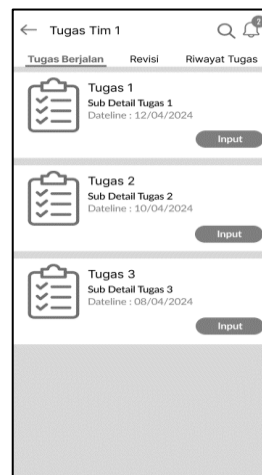 Tugas Tim 1
2
Tugas Berjalan Revisi Riwayat Tugas
Tugas 1
Sub Detail Tugas 1
Dateline : 12/04/2024
Input
Tugas 2
Sub Detail Tugas 2
Dateline : 10/04/2024
Input
Tugas 3
Sub Detail Tugas 3
Dateline : 08/04/2024
Input